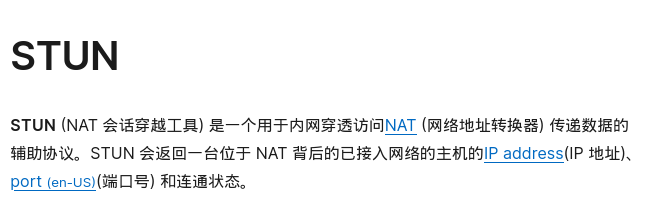 STUN
STUN (NAT 会话穿越工具) 是一个用于内网穿透访问NAT (网络地址转换器) 传递数据的
辅助协议。STUN 会返回一台位于 NAT 背后的已接入网络的主机的IP address(IP 地址)、
port (en-US)(端口号) 和连通状态。